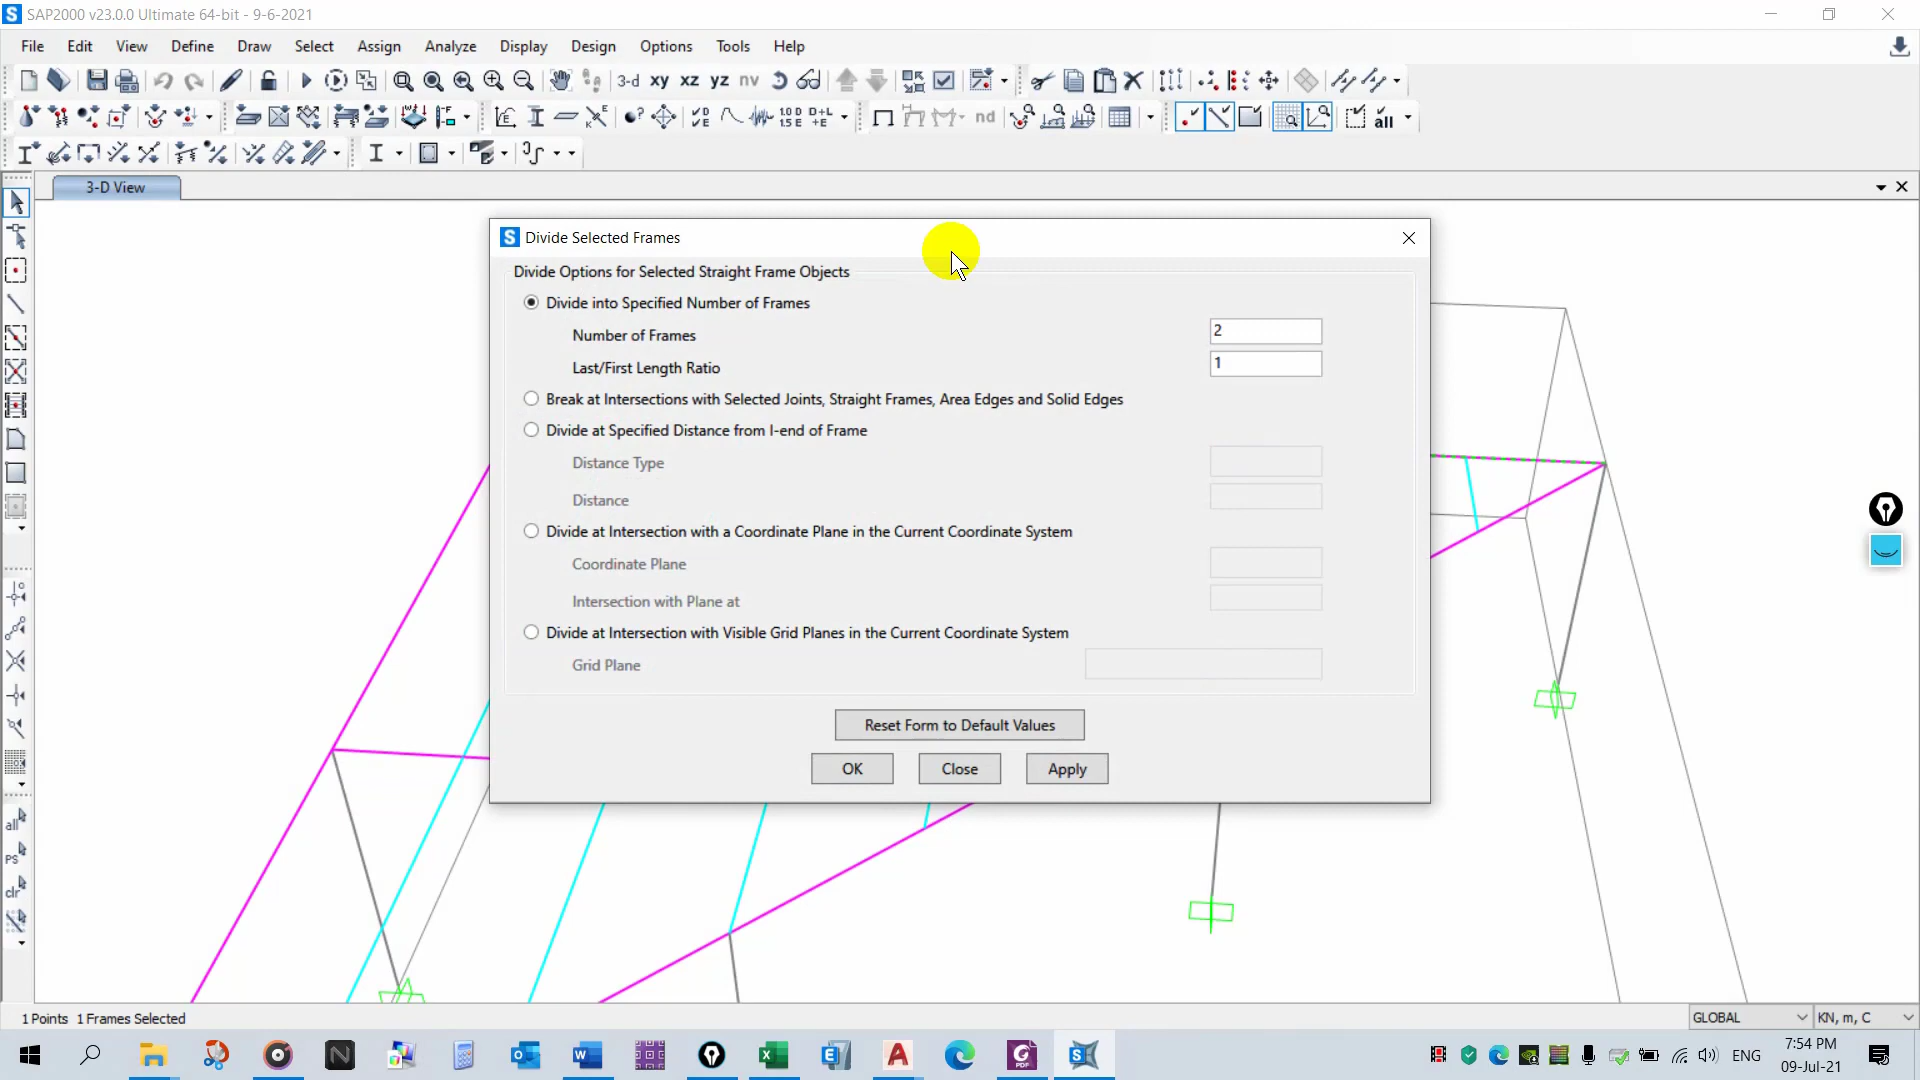 SAP2000 v23.0.0 Ultimate 64-bit - 9-6-2021
File Edit View Define Draw Select Assign Analyze Display Design Options Tools Help
3-d xy xz yz nv
nd
all
3-D View
Divide Selected Frames
Divide Options for Selected Straight Frame Objects
Divide into Specified Number of Frames
Number of Frames 2
Last/First Length Ratio 1
Break at Intersections with Selected Joints, Straight Frames, Area Edges and Solid Edges
Divide at Specified Distance from I-end of Frame
Distance Type
Distance
Divide at Intersection with a Coordinate Plane in the Current Coordinate System
Coordinate Plane
Intersection with Plane at
Divide at Intersection with Visible Grid Planes in the Current Coordinate System
Grid Plane
Reset Form to Default Values
OK Close Apply
all
PS
clr
1 Points 1 Frames Selected
GLOBAL KN, m, C
ENG
7:54 PM
09-Jul-21